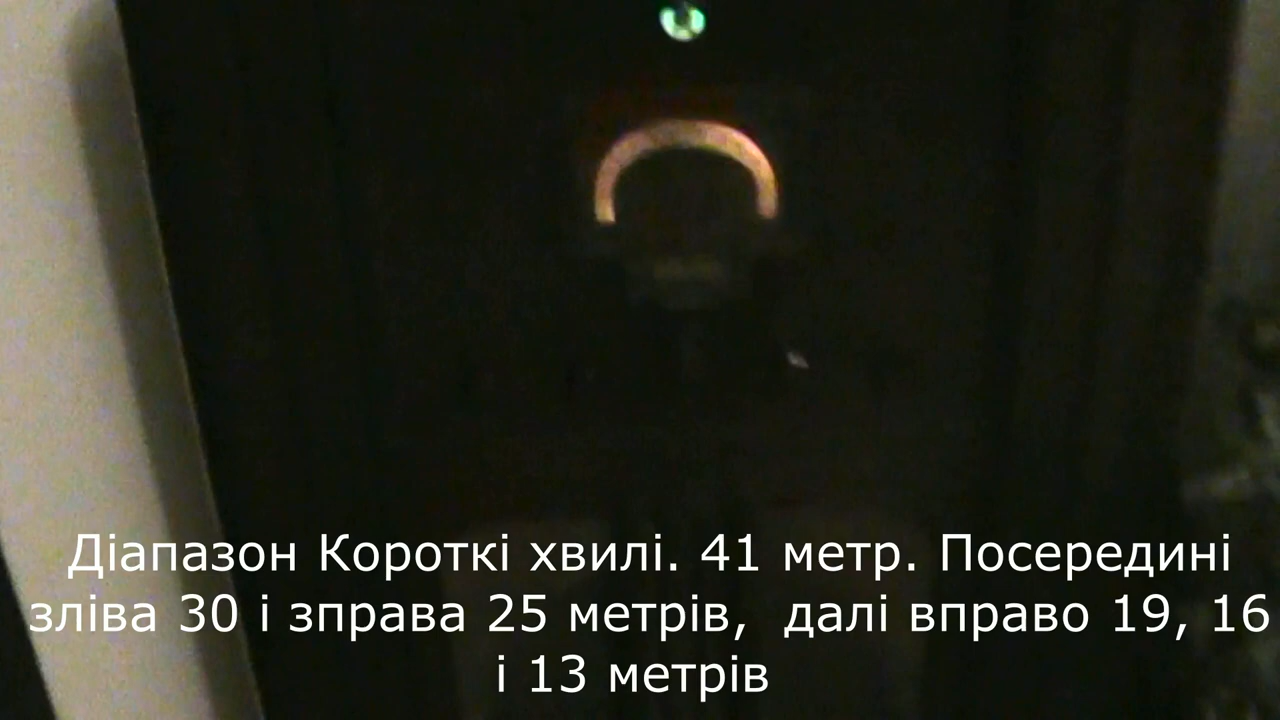 Діапазон Короткі хвилі. 41 метр. Посередині
зліва 30 і зправа 25 метрів,  далі вправо 19, 16
і 13 метрів